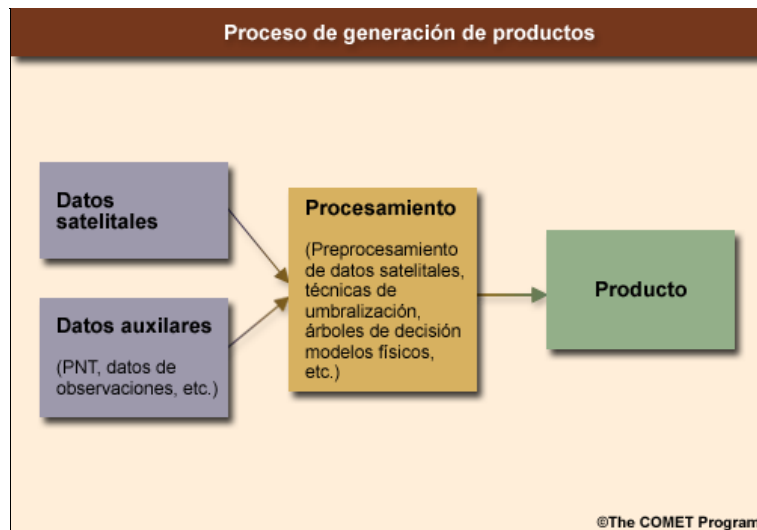 Proceso de generación de productos
Datos
satelitales
Datos auxilares
(PNT, datos de
observaciones, etc.)
Procesamiento
(Preprocesamiento
de datos satelitales,
técnicas de
umbralización,
árboles de decisión
modelos físicos,
etc.)
Producto
©The COMET Program